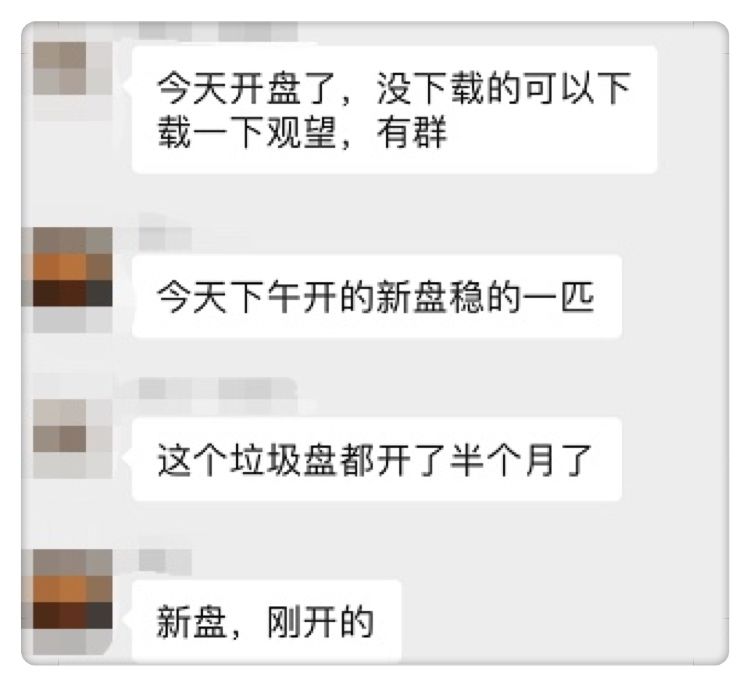 今天开盘了，没下载的可以下
载一下观望，有群
今天下午开的新盘稳的一匹
这个垃圾盘都开了半个月了
新盘，刚开的